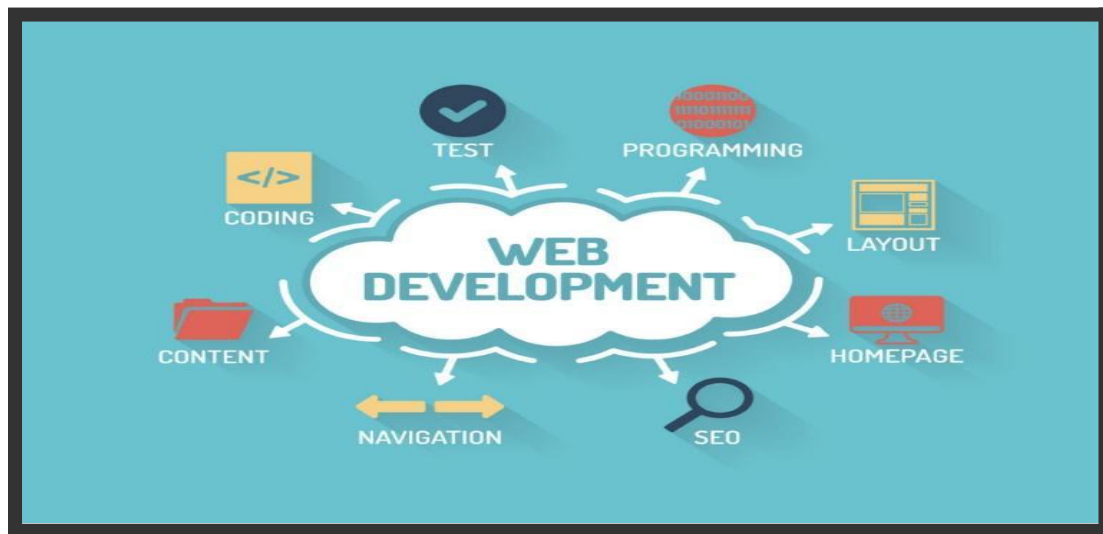 TEST
PROGRAMMING
</>
CODING
LAYOUT
WEB
DEVELOPMENT
CONTENT
HOMEPAGE
NAVIGATION
SEO